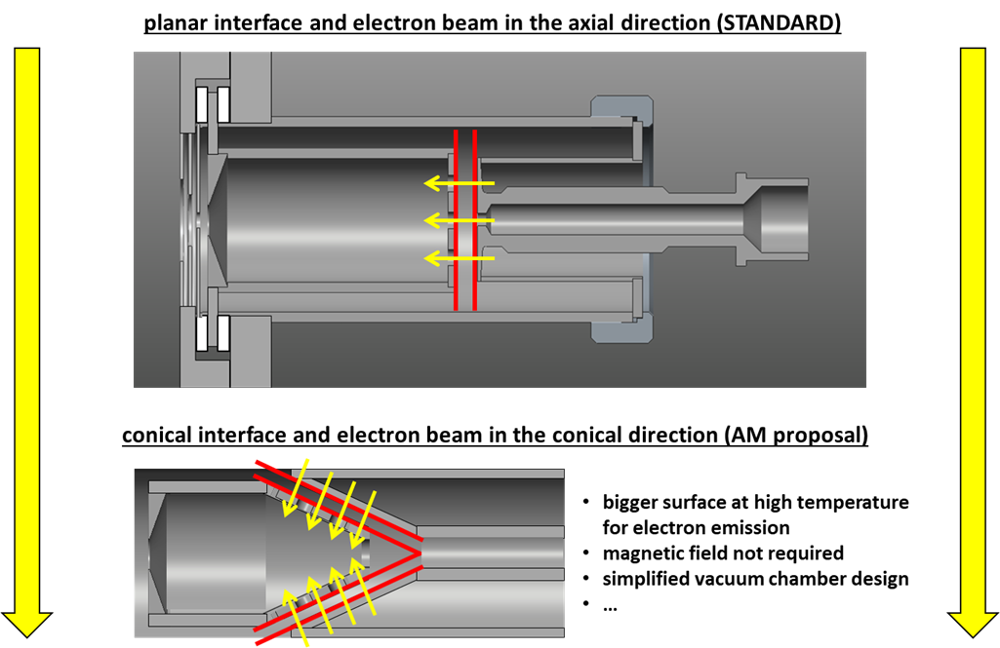 planar interface and electron beam in the axial direction (STANDARD)
conical interface and electron beam in the conical direction (AM proposal)
• bigger surface at high temperature
for electron emission
• magnetic field not required
• simplified vacuum chamber design
• ...